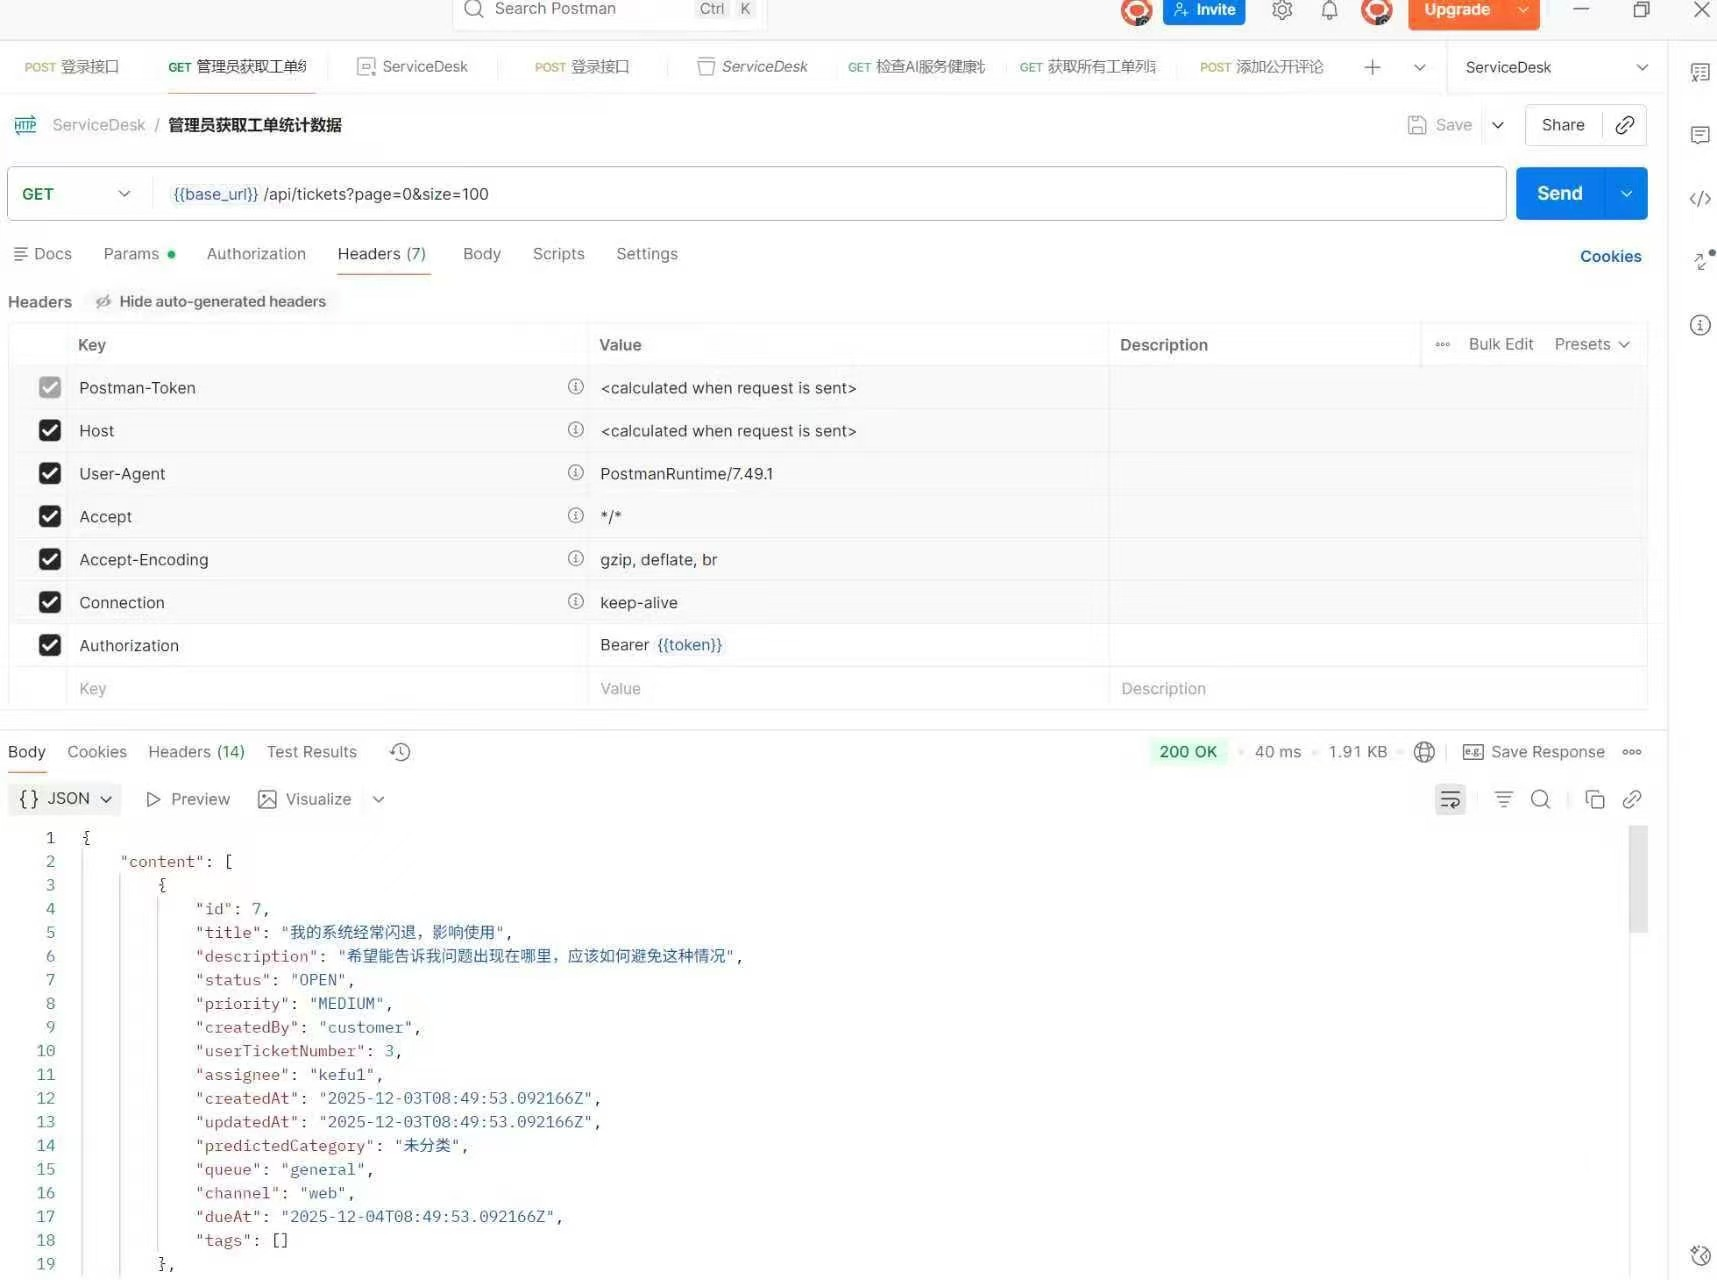 Search Postman Ctrl K Invite Upgrade
POST 登录接口 GET 管理员获取工单 ServiceDesk POST 登录接口 ServiceDesk GET 检查AI服务健康 GET 获取所有工单列 POST 添加公开评论 ServiceDesk
HTTP ServiceDesk / 管理员获取工单统计数据 Save Share
GET {{base_url}} /api/tickets?page=0&size=100 Send
Docs Params Authorization Headers (7) Body Scripts Settings Cookies
Headers Hide auto-generated headers
Key Value Description Bulk Edit Presets
Postman-Token <calculated when request is sent>
Host <calculated when request is sent>
User-Agent PostmanRuntime/7.49.1
Accept */*
Accept-Encoding gzip, deflate, br
Connection keep-alive
Authorization Bearer {{token}}
Key Value Description
Body Cookies Headers (14) Test Results 200 OK 40 ms 1.91 KB e.g. Save Response
{} JSON Preview Visualize
1 {
2 "content": [
3 {
4 "id": 7,
5 "title": "我的系统经常闪退，影响使用",
6 "description": "希望能告诉我问题出现在哪里，应该如何避免这种情况",
7 "status": "OPEN",
8 "priority": "MEDIUM",
9 "createdBy": "customer",
10 "userTicketNumber": 3,
11 "assignee": "kefu1",
12 "createdAt": "2025-12-03T08:49:53.092166Z",
13 "updatedAt": "2025-12-03T08:49:53.092166Z",
14 "predictedCategory": "未分类",
15 "queue": "general",
16 "channel": "web",
17 "dueAt": "2025-12-04T08:49:53.092166Z",
18 "tags": []
19 },